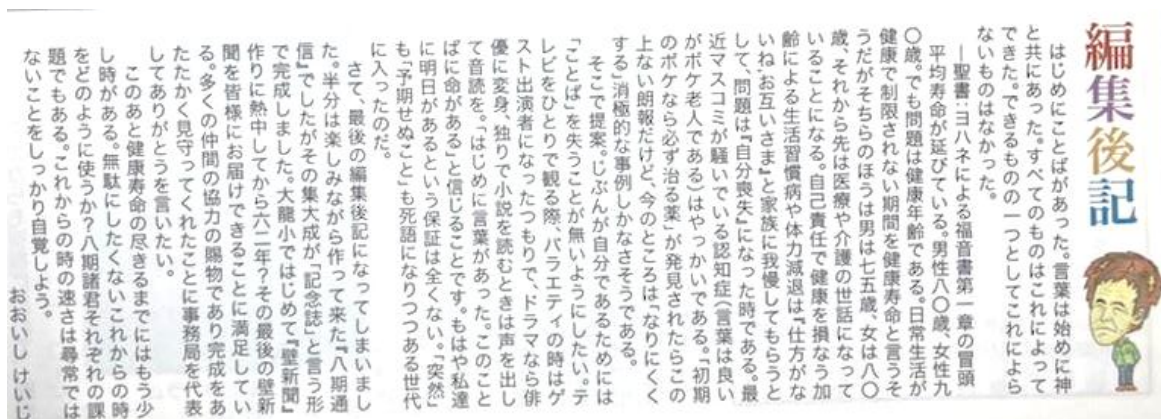 編集後記
はじめにことばがあった。言葉は始めに神
と共にあった。すべてのものはこれによって
できた。できるものの一つとしてこれによら
ないものはなかった。
―聖書：ヨハネによる福音書第一章の冒頭
平均寿命が延びている。男性八〇歳、女性九
〇歳。でも問題は健康年齢である。日常生活が
健康で制限されない期間を健康寿命と言うそ
うだがそちらのほうは男は七五歳、女は八〇
歳、それから先は医療や介護の世話になって
いることになる。自己責任で健康を損なう加
齢による生活習慣病や体力減退は『仕方がな
いね・お互いさま』と家族に我慢してもらうと
して、問題は『自分喪失』になった時である。最
近マスコミが騒いでいる認知症（言葉は良い
がボケ老人である）はやっかいである。「初期
のボケなら必ず治る薬」が発見されたらこの
上ない朗報だけど、今のところは「なりにくく
する」消極的な事例しかなさそうである。
そこで提案。じぶんが自分であるためには
「ことば」を失うことが無いようにしたい。テ
レビをひとりで観る際、バラエティの時はゲ
スト出演者になったつもりで、ドラマなら俳
優に変身、独りで小説を読むときは声を出し
て音読を。「はじめに言葉があった。このこと
ばに命がある」と信じることです。もはや私達
に明日があるという保証は全くない。「突然」
も「予期せぬこと」も死語になりつつある世代
に入ったのだ。
さて、最後の編集後記になってしまいまし
た。半分は楽しみながら作って来た『八期通
信』でしたがその集大成が「記念誌」と言う形
で完成しました。大龍小ではじめて『壁新聞』
作りに熱中してから六二年？その最後の壁新
聞を皆様にお届けできることに満足してい
る。多くの仲間の協力の賜物であり完成をあ
たたかく見守ってくれたことに事務局を代表
してありがとうを言いたい。
このあと健康寿命の尽きるまでにはもう少
し時がある。無駄にしたくないこれからの時
をどのように使うか？八期諸君それぞれの課
題でもある。これからの時の速さは尋常では
ないことをしっかり自覚しよう。
おおいし けいじ